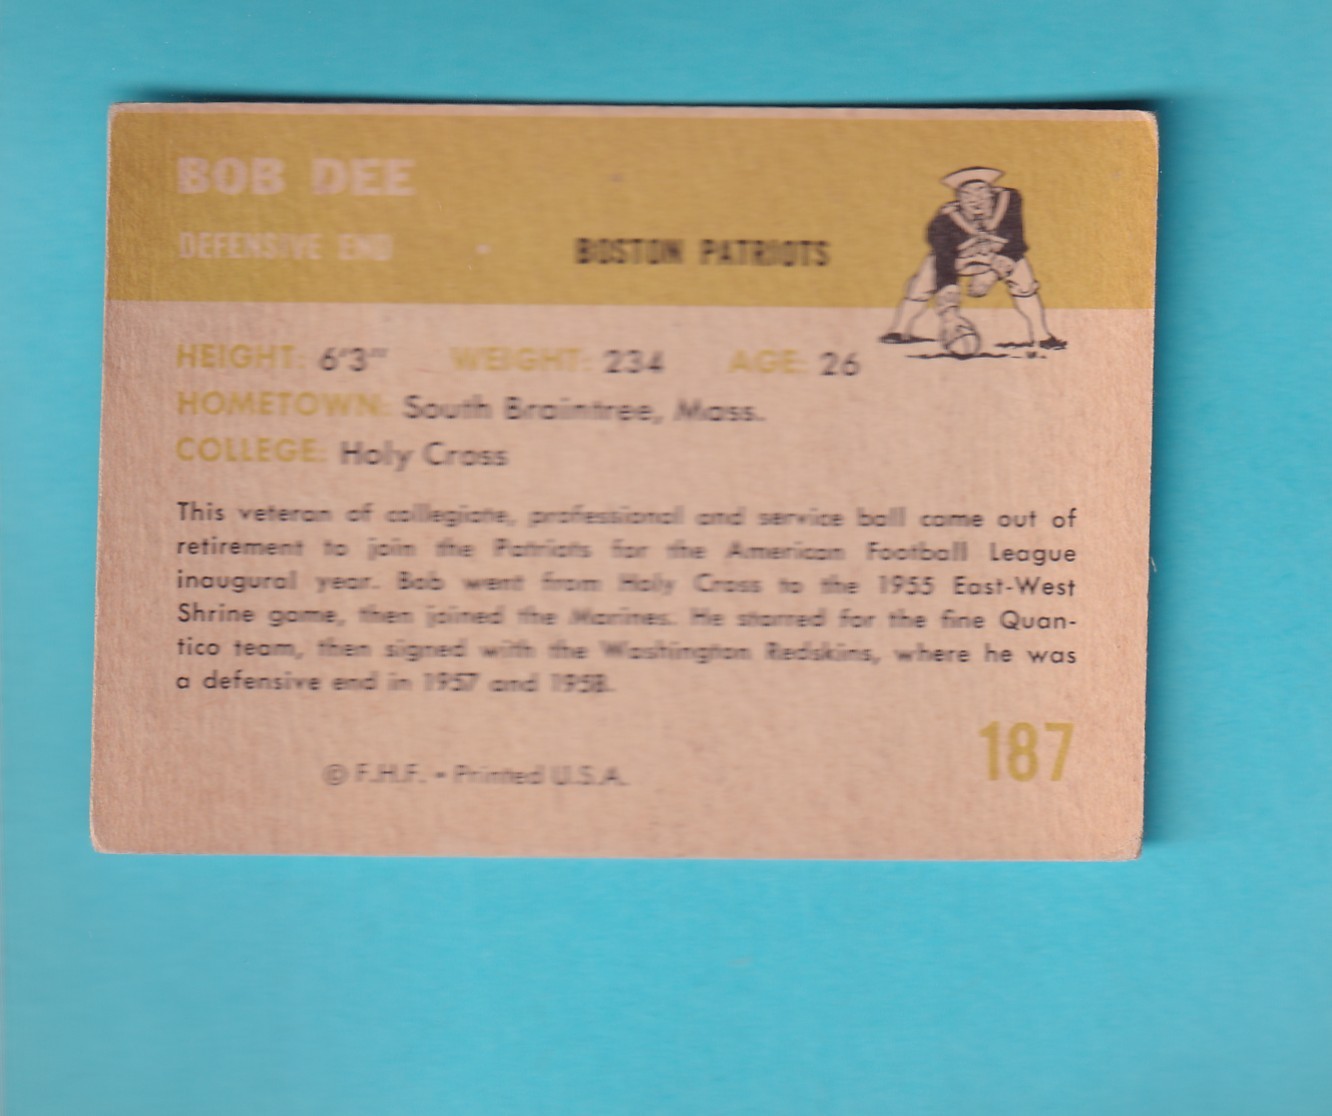 BOB DEE
DEFENSIVE END BOSTON PATRIOTS
HEIGHT: 6'3" WEIGHT: 234 AGE: 26
HOMETOWN: South Braintree, Mass.
COLLEGE: Holy Cross
This veteran of collegiate, professional and service ball came out of
retirement to join the Patriots for the American Football League
inaugural year. Bob went from Holy Cross to the 1955 East-West
Shrine game, then joined the Marines. He starred for the fine Quan-
tico team, then signed with the Washington Redskins, where he was
a defensive end in 1957 and 1958.
187
© F.H.F. • Printed U.S.A.